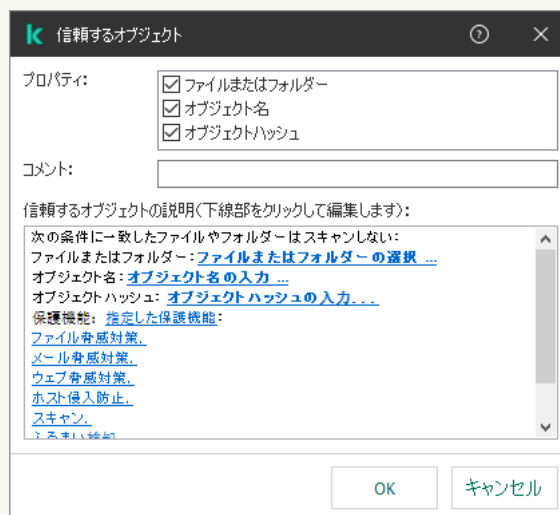 信頼するオブジェクト
プロパティ:
ファイルまたはフォルダー
オブジェクト名
オブジェクトハッシュ
コメント:
信頼するオブジェクトの説明(下線部をクリックして編集します):
次の条件に一致したファイルやフォルダーはスキャンしない:
ファイルまたはフォルダー: ファイルまたはフォルダーの選択 ...
オブジェクト名: オブジェクト名の入力 ...
オブジェクトハッシュ: オブジェクトハッシュの入力...
保護機能: 指定した保護機能:
ファイル脅威対策,
メール脅威対策,
ウェブ脅威対策,
ホスト侵入防止,
スキャン,
ふるまい検知
OK キャンセル